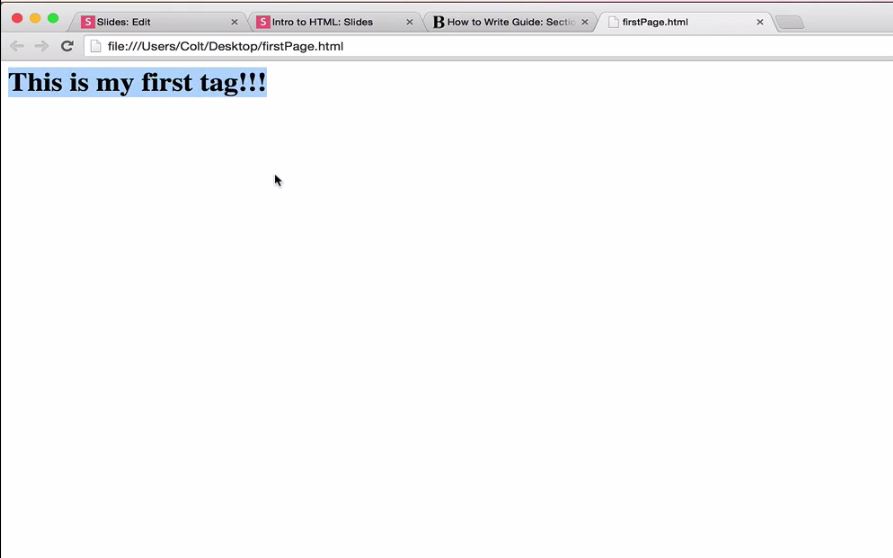 Slides: Edit
Intro to HTML: Slides
How to Write Guide: Sectio
firstPage.html
file:///Users/Colt/Desktop/firstPage.html
This is my first tag!!!